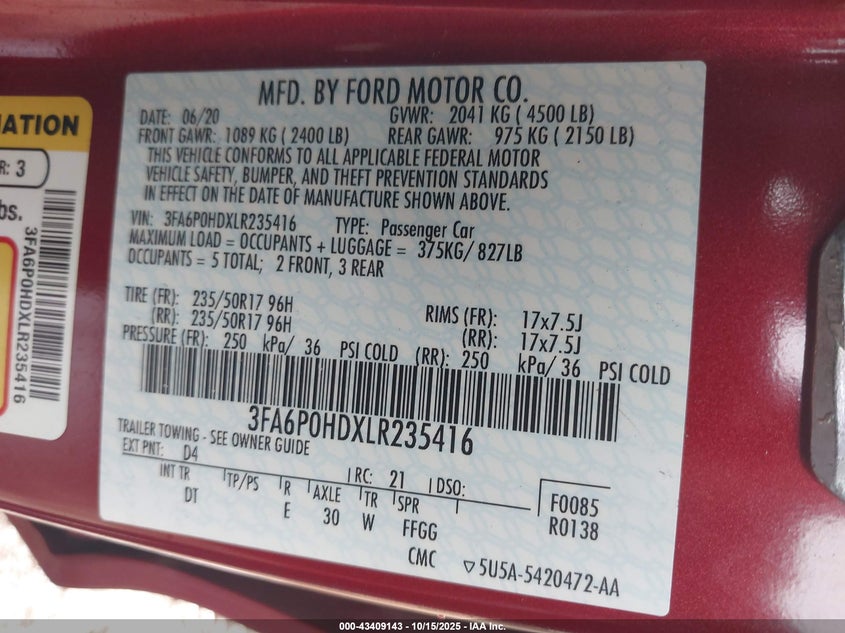 MFD. BY FORD MOTOR CO.
DATE: 06/20 GVWR: 2041 KG ( 4500 LB)
FRONT GAWR: 1089 KG ( 2400 LB) REAR GAWR: 975 KG ( 2150 LB)
THIS VEHICLE CONFORMS TO ALL APPLICABLE FEDERAL MOTOR
VEHICLE SAFETY, BUMPER, AND THEFT PREVENTION STANDARDS
IN EFFECT ON THE DATE OF MANUFACTURE SHOWN ABOVE.
VIN: 3FA6P0HDXLR235416 TYPE: Passenger Car
MAXIMUM LOAD = OCCUPANTS + LUGGAGE = 375KG/ 827LB
OCCUPANTS = 5 TOTAL; 2 FRONT, 3 REAR
TIRE (FR): 235/50R17 96H RIMS (FR): 17x7.5J
(RR): 235/50R17 96H (RR): 17x7.5J
PRESSURE (FR): 250 kPa/ 36 PSI COLD (RR): 250 kPa/ 36 PSI COLD
3FA6P0HDXLR235416
TRAILER TOWING - SEE OWNER GUIDE
EXT PNT: D4 RC: 21 DSO:
INT TR TP/PS R AXLE TR SPR F0085
DT E 30 W FFGG R0138
CMC ▽5U5A-5420472-AA
MATION
R: 3
bs.
3FA6P0HDXLR235416
000-43409143 - 10/15/2025 - IAA Inc.